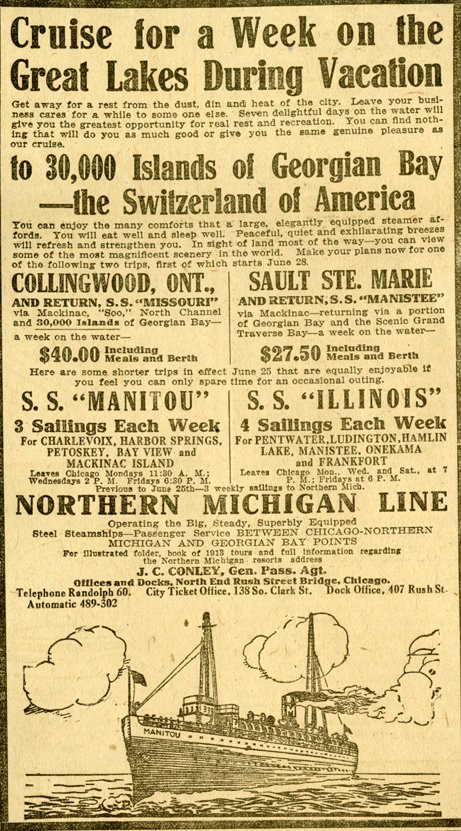 Cruise for a Week on the
Great Lakes During Vacation
Get away for a rest from the dust, din and heat of the city. Leave your busi-
ness cares for a while to some one else. Seven delightful days on the water will
give you the greatest opportunity for real rest and recreation. You can find noth-
ing that will do you as much good or give you the same genuine pleasure as
our cruise.
to 30,000 Islands of Georgian Bay
—the Switzerland of America
You can enjoy the many comforts that a large, elegantly equipped steamer af-
fords. You will eat well and sleep well. Peaceful, quiet and exhilarating breezes
will refresh and strengthen you. In sight of land most of the way—you can view
some of the most magnificent scenery in the world. Make your plans now for one
of the following two trips, first of which starts June 28.
COLLINGWOOD, ONT.,
AND RETURN, S.S. "MISSOURI"
via Mackinac, "Soo," North Channel
and 30,000 Islands of Georgian Bay—
a week on the water—
$40.00 Including
Meals and Berth
SAULT STE. MARIE
AND RETURN, S.S. "MANISTEE"
via Mackinac—returning via a portion
of Georgian Bay and the Scenic Grand
Traverse Bay—a week on the water—
$27.50 Including
Meals and Berth
Here are some shorter trips in effect June 25 that are equally enjoyable if
you feel you can only spare time for an occasional outing.
S. S. "MANITOU"
3 Sailings Each Week
For CHARLEVOIX, HARBOR SPRINGS,
PETOSKEY, BAY VIEW and
MACKINAC ISLAND
Leaves Chicago Mondays 11:30 A. M.;
Wednesdays 2 P. M. Fridays 6:30 P. M.
S. S. "ILLINOIS"
4 Sailings Each Week
For PENTWATER, LUDINGTON, HAMLIN
LAKE, MANISTEE, ONEKAMA
and FRANKFORT
Leaves Chicago Mon., Wed. and Sat., at 7
P. M.; Fridays at 6 P. M.
Previous to June 25th—3 weekly sailings to Northern Mich.
NORTHERN MICHIGAN LINE
Operating the Big, Steady, Superbly Equipped
Steel Steamships—Passenger Service BETWEEN CHICAGO-NORTHERN
MICHIGAN AND GEORGIAN BAY POINTS
For illustrated folder, book of 1913 tours and full information regarding
the Northern Michigan resorts address
J. C. CONLEY, Gen. Pass. Agt.
Offices and Docks, North End Rush Street Bridge, Chicago.
Telephone Randolph 60. City Ticket Office, 138 So. Clark St. Dock Office, 407 Rush St.
Automatic 489-302
MANITOU